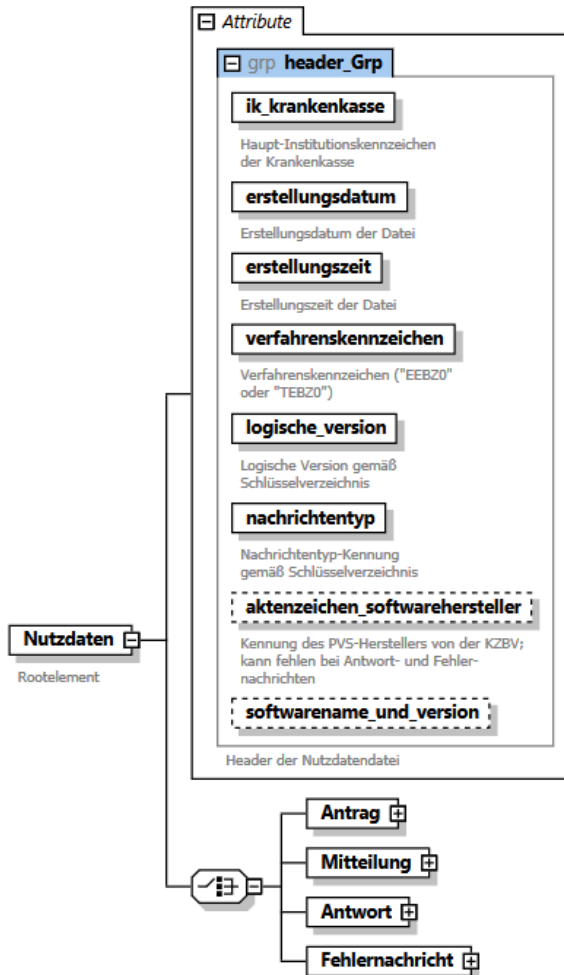 Attribute
grp header_Grp
ik_krankenkasse
Haupt-Institutionskennzeichen
der Krankenkasse
erstellungsdatum
Erstellungsdatum der Datei
erstellungszeit
Erstellungszeit der Datei
verfahrenskennzeichen
Verfahrenskennzeichen ("EEBZ0"
oder "TEBZ0")
logische_version
Logische Version gemäß
Schlüsselverzeichnis
nachrichtentyp
Nachrichtentyp-Kennung
gemäß Schlüsselverzeichnis
aktenzeichen_softwarehersteller
Kennung des PVS-Herstellers von der KZBV;
kann fehlen bei Antwort- und Fehler-
nachrichten
softwarename_und_version
Header der Nutzdatendatei
Nutzdaten
Rootelement
Antrag
Mitteilung
Antwort
Fehlernachricht